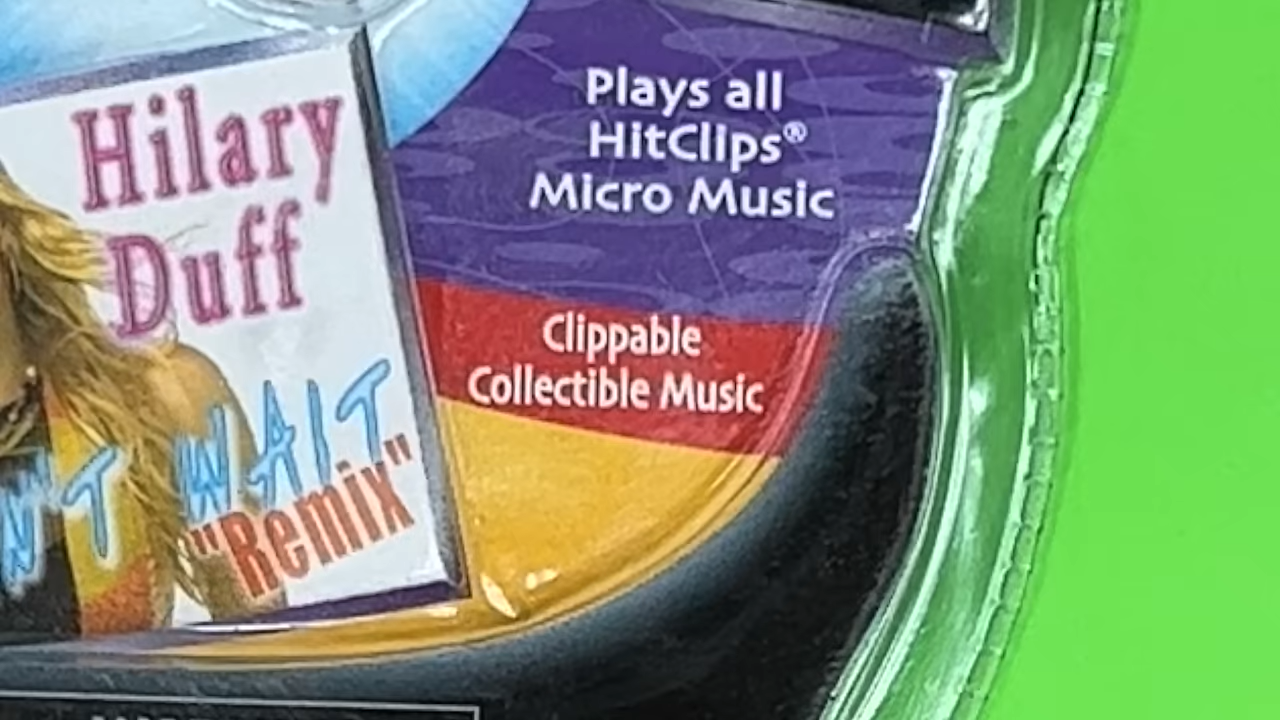 Hilary
Duff
N'T WAIT
"Remix"
Plays all
HitClips®
Micro Music
Clippable
Collectible Music